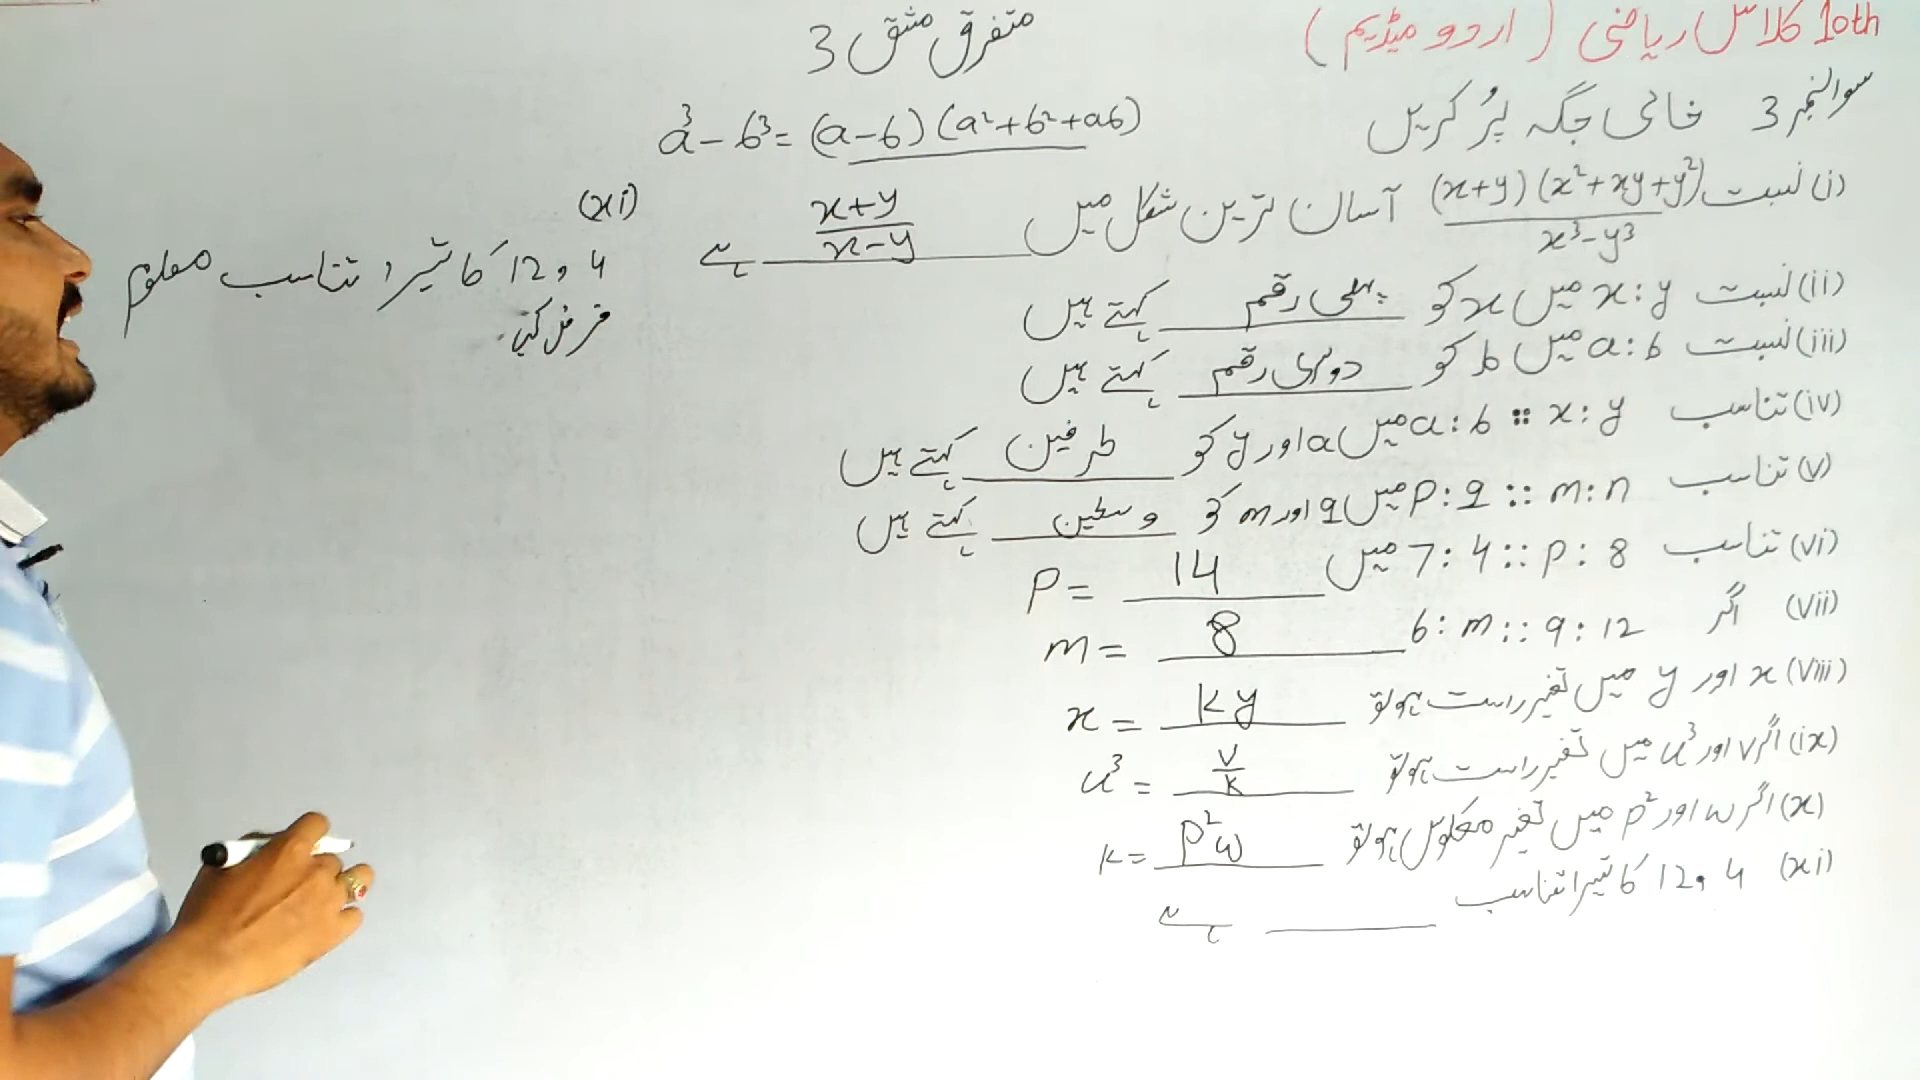 10th کلاس ریاضی ( اردو میڈیم )
متفرق مشق 3
سوالنمبر 3 خالی جگہ پُر کریں
a³ - b³ = (a-b) (a²+b²+ab)
(i) نسبت (x+y) (x²+xy+y²) / x³-y³ آسان ترین شکل میں x+y / x-y ہے
(ii) نسبت x:y میں x کو پہلی رقم کہتے ہیں
(iii) نسبت a:b میں b کو دوسری رقم کہتے ہیں
(iv) تناسب a:b :: x:y میں a اور y کو طرفین کہتے ہیں
(v) تناسب p:q :: m:n میں q اور m کو وسطین کہتے ہیں
(vi) تناسب 7:4 :: p:8 میں p = 14
(vii) اگر 6:m :: 9:12 m = 8
(viii) x اور y میں تغیر راست ہو تو x = ky
(ix) اگر v اور u³ میں تغیر راست ہو تو u³ = v/k
(x) اگر w اور p² میں تغیر معکوس ہو تو k = p²w
(xi) 4 ,12 کا تیسرا تناسب ____ ہے
(xi)
4 ,12 کا تیسرا تناسب معلوم
فرض کیا